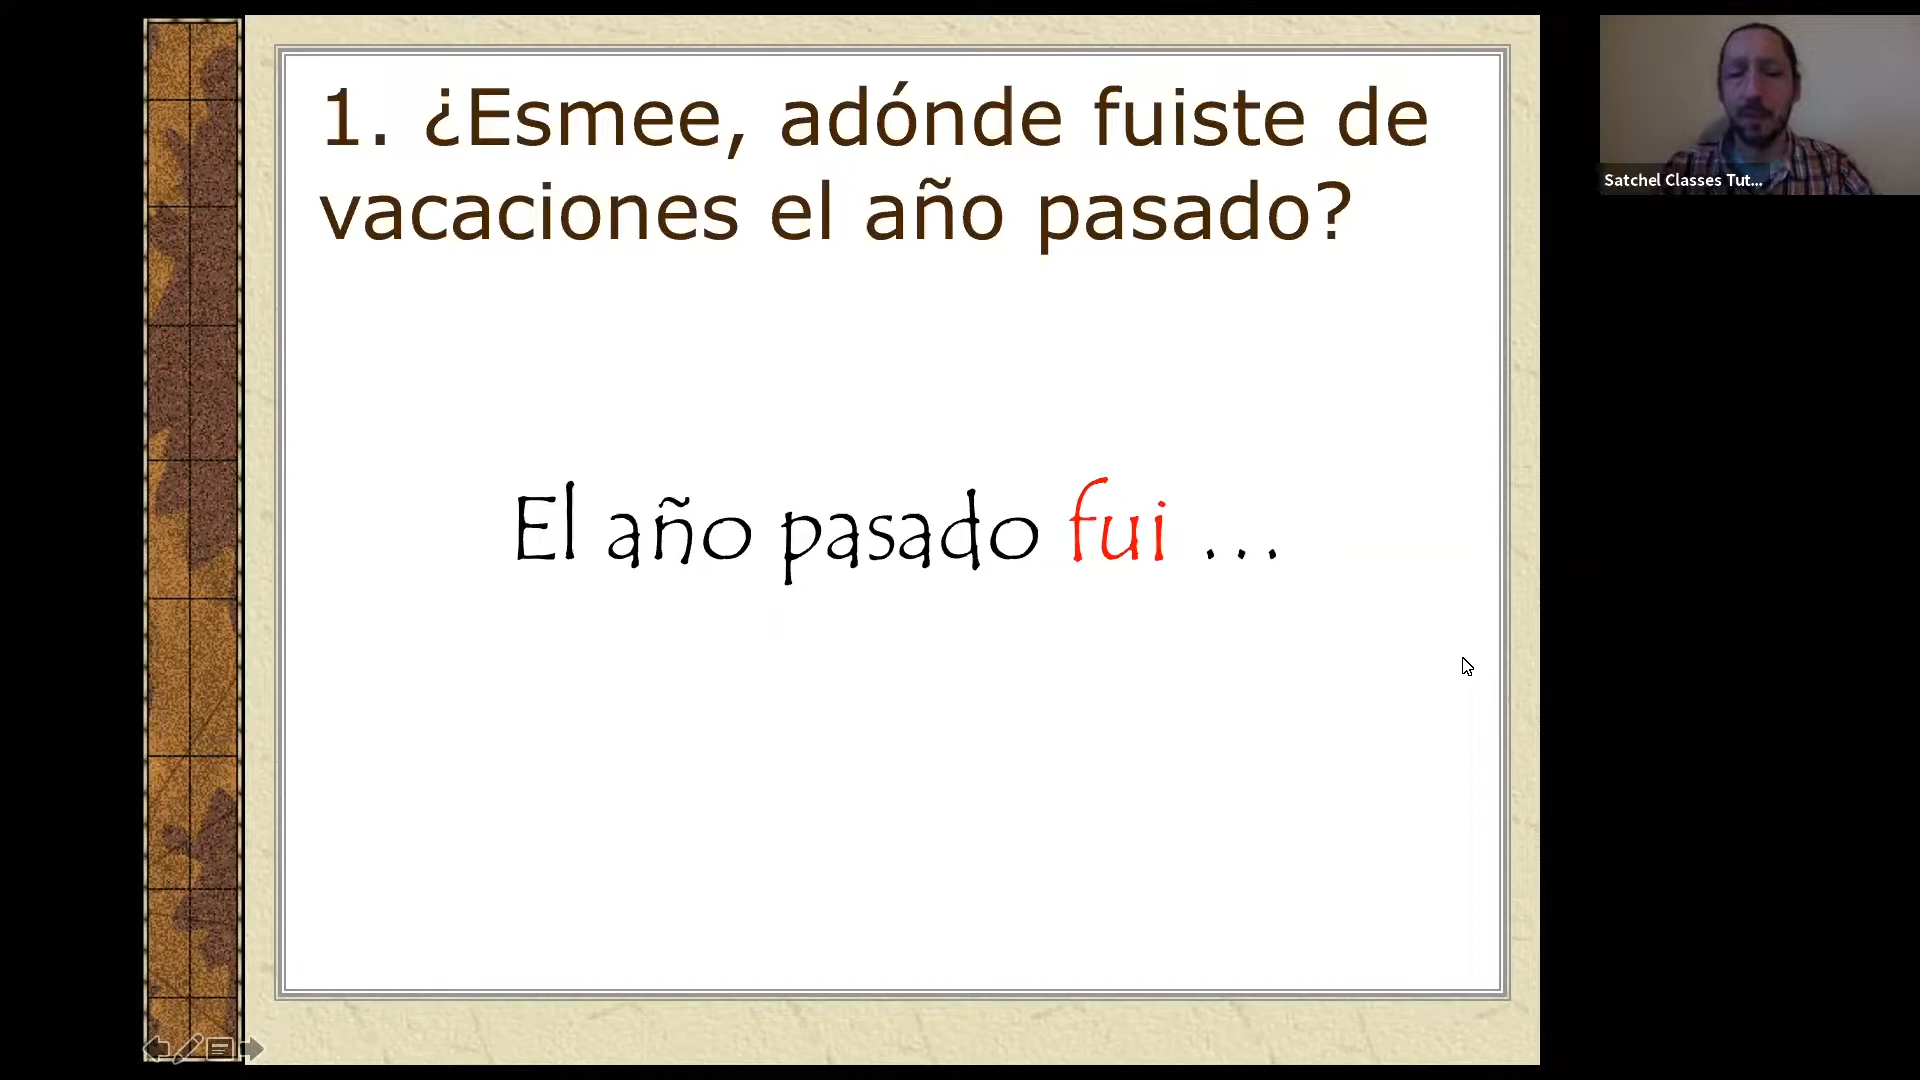 1. ¿Esmee, adónde fuiste de
vacaciones el año pasado?
El año pasado fui ...
Satchel Classes Tut...